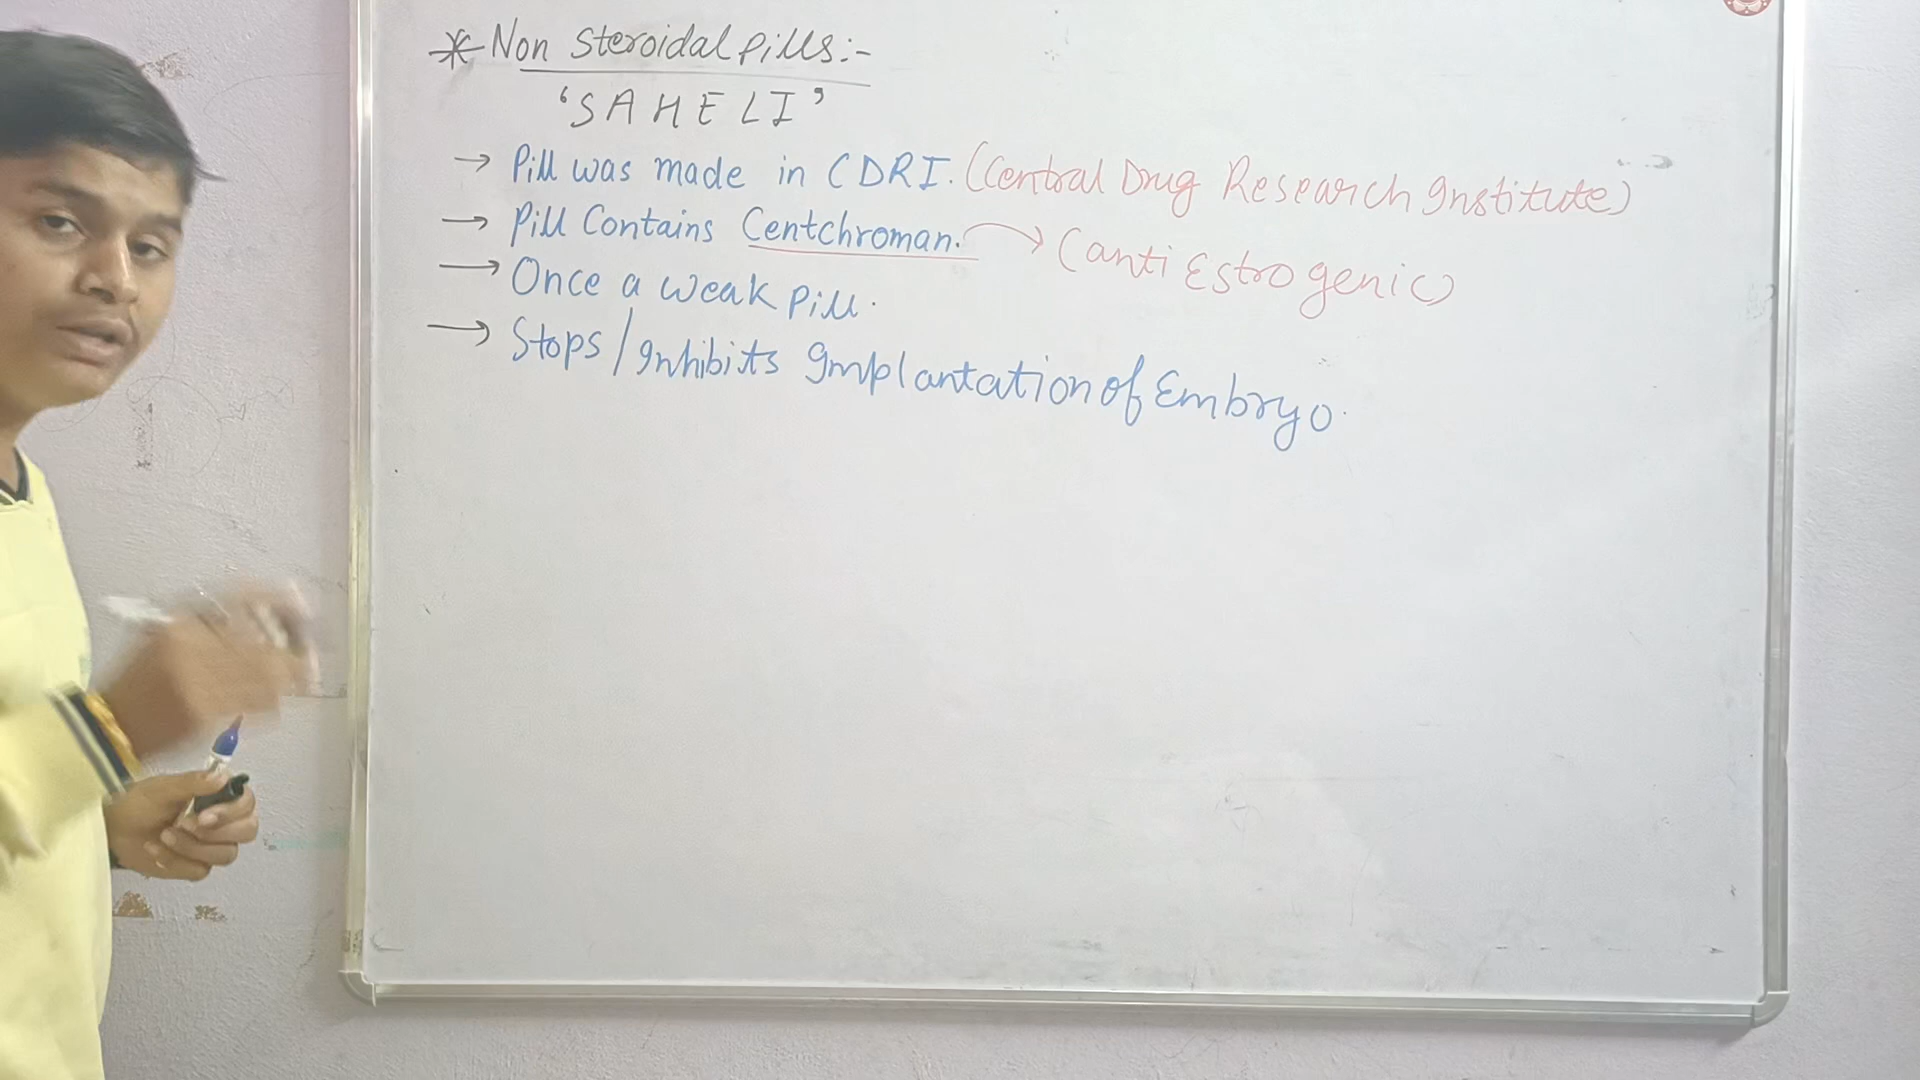 * Non Steroidal Pills:-
'SAHELI'
→ Pill was made in CDRI. (Central Drug Research Institute)
→ Pill Contains Centchroman. → (anti Estrogenic)
→ Once a weak Pill.
→ Stops/Inhibits Implantation of Embryo.